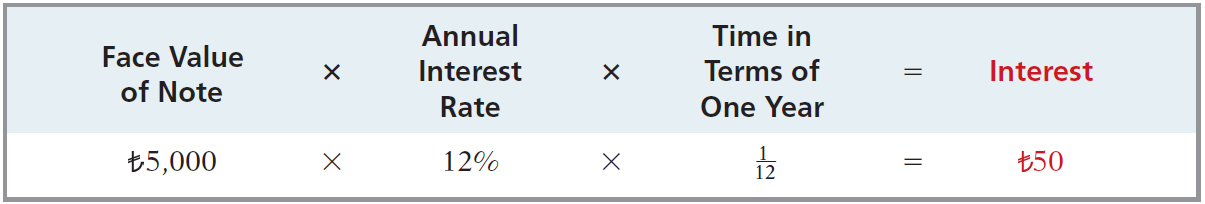 Face Value of Note × Annual Interest Rate × Time in Terms of One Year = Interest
₺5,000 × 12% × 1/12 = ₺50